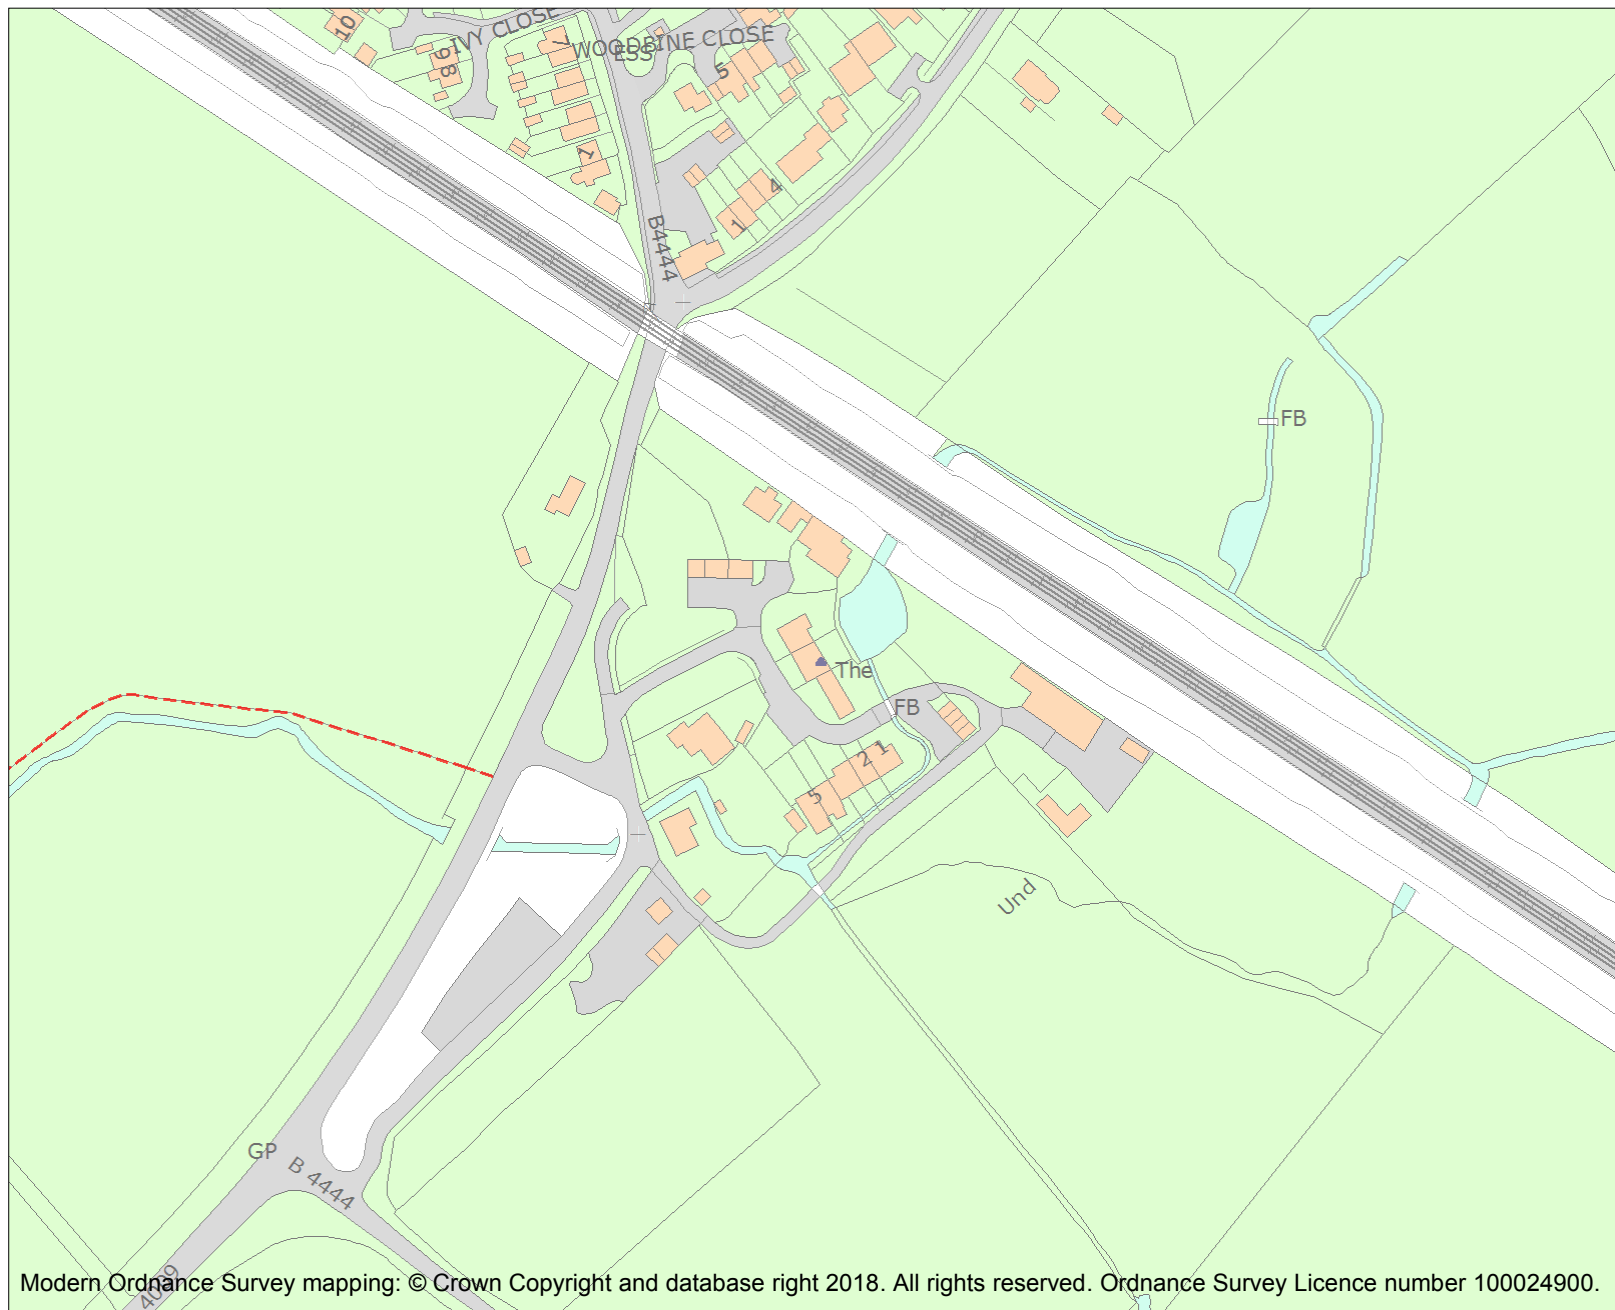 10
IVY CLOSE
7
WOODBINE CLOSE
ESS
98
5
1
4
1
B4444
FB
The
FB
2 1
5
Und
GP
B 4444
4009
Modern Ordnance Survey mapping: © Crown Copyright and database right 2018. All rights reserved. Ordnance Survey Licence number 100024900.